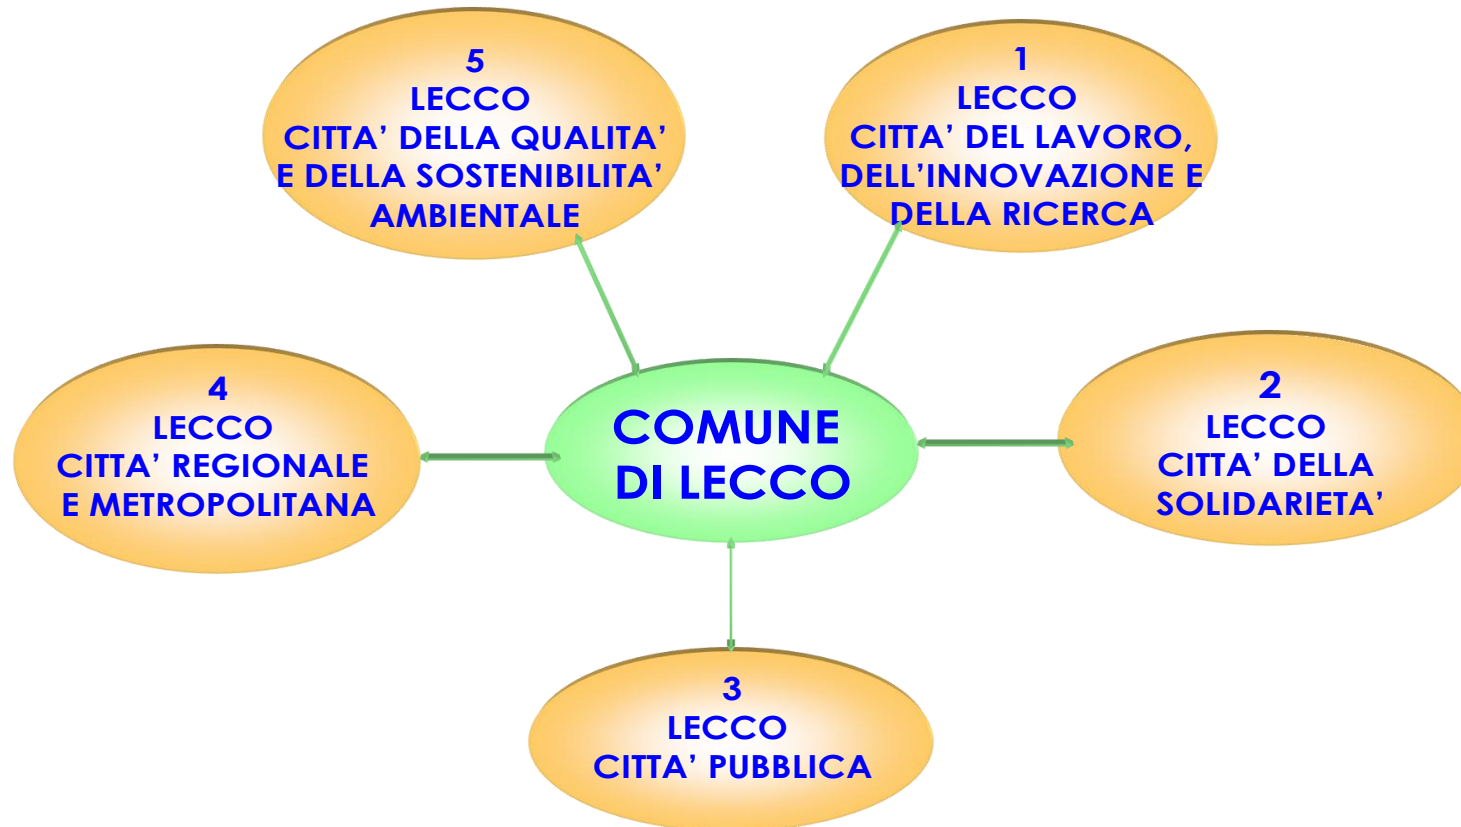 5
LECCO
CITTA’ DELLA QUALITA’
E DELLA SOSTENIBILITA’
AMBIENTALE
1
LECCO
CITTA’ DEL LAVORO,
DELL’INNOVAZIONE E
DELLA RICERCA
4
LECCO
CITTA’ REGIONALE
E METROPOLITANA
COMUNE
DI LECCO
2
LECCO
CITTA’ DELLA
SOLIDARIETA’
3
LECCO
CITTA’ PUBBLICA